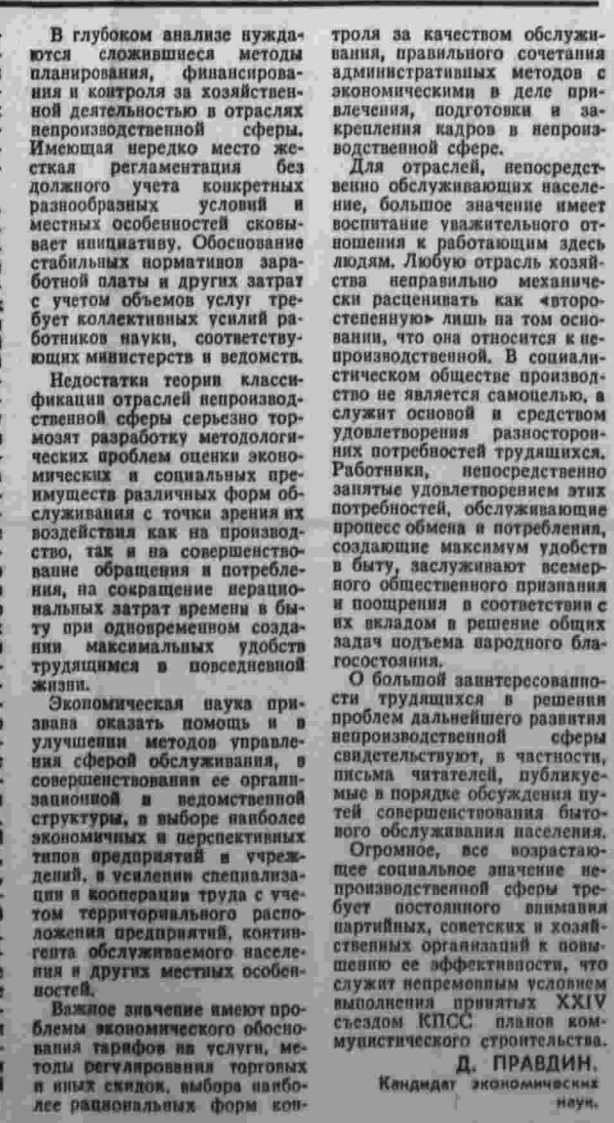 В глубоком анализе нужда-
ются сложившиеся методы
планирования, финансирова-
ния и контроля за хозяйствен-
ной деятельностью в отраслях
непроизводственной сферы.
Имеющая нередко место же-
сткая регламентация без
должного учета конкретных
разнообразных условий и
местных особенностей сковы-
вает инициативу. Обоснование
стабильных нормативов зара-
ботной платы и других затрат
с учетом объемов услуг тре-
бует коллективных усилий ра-
ботников науки, соответству-
ющих министерств и ведомств.
Недостатки теории класси-
фикации отраслей непроизвод-
ственной сферы серьезно тор-
мозят разработку методологи-
ческих проблем оценки эконо-
мических и социальных пре-
имуществ различных форм об-
служивания с точки зрения их
воздействия как на производ-
ство, так и на совершенство-
вание обращения и потребле-
ния, на сокращение нерацио-
нальных затрат времени в бы-
ту при одновременном созда-
нии максимальных удобств
трудящимся в повседневной
жизни.
Экономическая наука при-
звана оказать помощь и в
улучшении методов управле-
ния сферой обслуживания, в
совершенствовании ее органи-
зационной и ведомственной
структуры, в выборе наиболее
экономичных и перспективных
типов предприятий и учреж-
дений, в усилении специализа-
ции и кооперации труда с уче-
том территориального распо-
ложения предприятий, контин-
гента обслуживаемого населе-
ния и других местных особен-
ностей.
Важное значение имеют про-
блемы экономического обосно-
вания тарифов на услуги, ме-
тоды регулирования торговых
и иных скидок, выбора наибо-
лее рациональных форм кон-
троля за качеством обслужи-
вания, правильного сочетания
административных методов с
экономическими в деле при-
влечения, подготовки и за-
крепления кадров в непроиз-
водственной сфере.
Для отраслей, непосредст-
венно обслуживающих населе-
ние, большое значение имеет
воспитание уважительного от-
ношения к работающим здесь
людям. Любую отрасль хозяй-
ства неправильно механиче-
ски расценивать как «второ-
степенную» лишь на том осно-
вании, что она относится к не-
производственной. В социали-
стическом обществе производ-
ство не является самоцелью, а
служит основой и средством
удовлетворения разносторон-
них потребностей трудящихся.
Работники, непосредственно
занятые удовлетворением этих
потребностей, обслуживающие
процесс обмена и потребления,
создающие максимум удобств
в быту, заслуживают всемер-
ного общественного признания
и поощрения в соответствии с
их вкладом в решение общих
задач подъема народного бла-
госостояния.
О большой заинтересованно-
сти трудящихся в решении
проблем дальнейшего развития
непроизводственной сферы
свидетельствуют, в частности,
письма читателей, публикуе-
мые в порядке обсуждения пу-
тей совершенствования быто-
вого обслуживания населения.
Огромное, все возрастаю-
щее социальное значение не-
производственной сферы тре-
бует постоянного внимания
партийных, советских и хозяй-
ственных организаций к повы-
шению ее эффективности, что
служит непременным условием
выполнения принятых XXIV
съездом КПСС планов ком-
мунистического строительства.
Д. ПРАВДИН.
Кандидат экономических
наук.